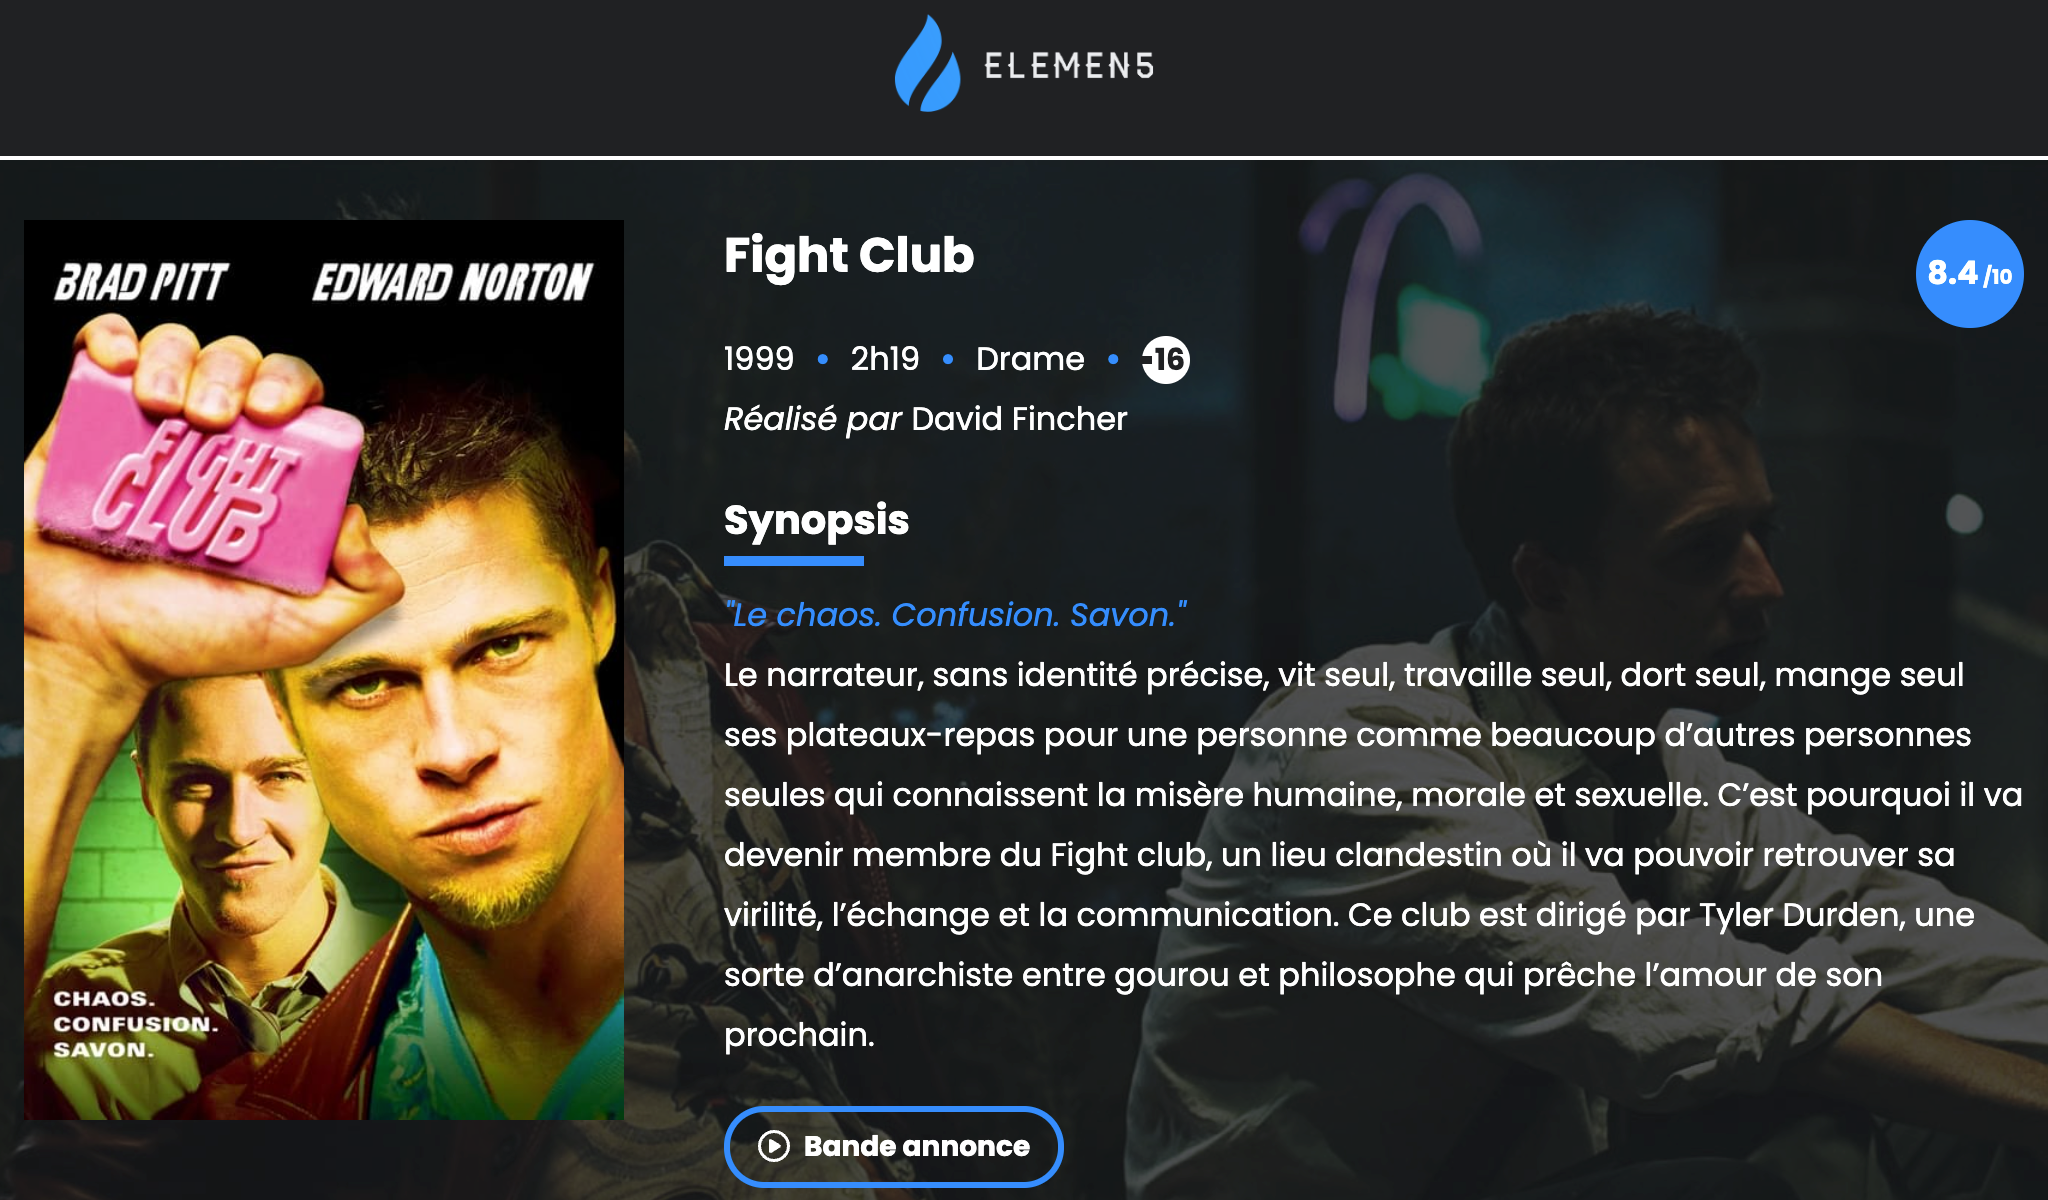 ELEMEN5
BRAD PITT EDWARD NORTON
FIGHT
CLUB
CHAOS.
CONFUSION.
SAVON.
Fight Club
8.4 /10
1999 • 2h19 • Drame • -16
Réalisé par David Fincher
Synopsis
"Le chaos. Confusion. Savon."
Le narrateur, sans identité précise, vit seul, travaille seul, dort seul, mange seul
ses plateaux-repas pour une personne comme beaucoup d’autres personnes
seules qui connaissent la misère humaine, morale et sexuelle. C’est pourquoi il va
devenir membre du Fight club, un lieu clandestin où il va pouvoir retrouver sa
virilité, l’échange et la communication. Ce club est dirigé par Tyler Durden, une
sorte d’anarchiste entre gourou et philosophe qui prêche l’amour de son
prochain.
Bande annonce